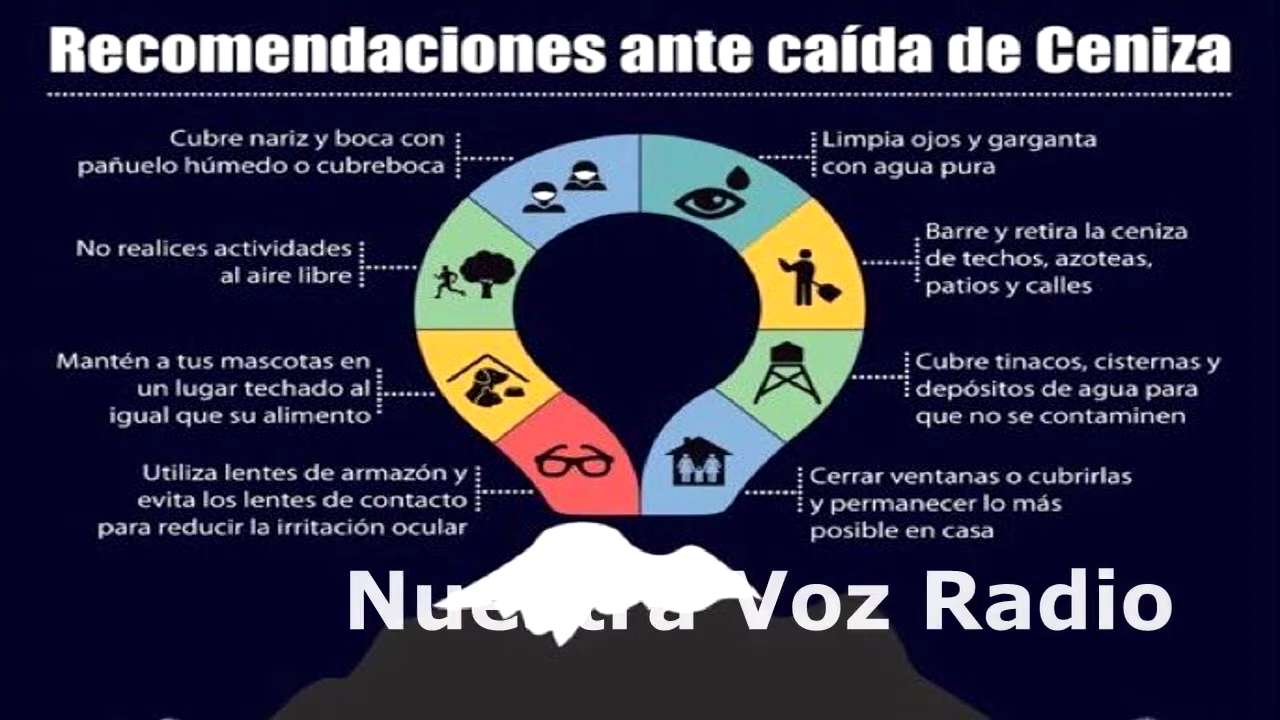 Recomendaciones ante caída de Ceniza
Cubre nariz y boca con
pañuelo húmedo o cubreboca
No realices actividades
al aire libre
Mantén a tus mascotas en
un lugar techado al
igual que su alimento
Utiliza lentes de armazón y
evita los lentes de contacto
para reducir la irritación ocular
Limpia ojos y garganta
con agua pura
Barre y retira la ceniza
de techos, azoteas,
patios y calles
Cubre tinacos, cisternas y
depósitos de agua para
que no se contaminen
Cerrar ventanas o cubrirlas
y permanecer lo más
posible en casa
Nuestra Voz Radio